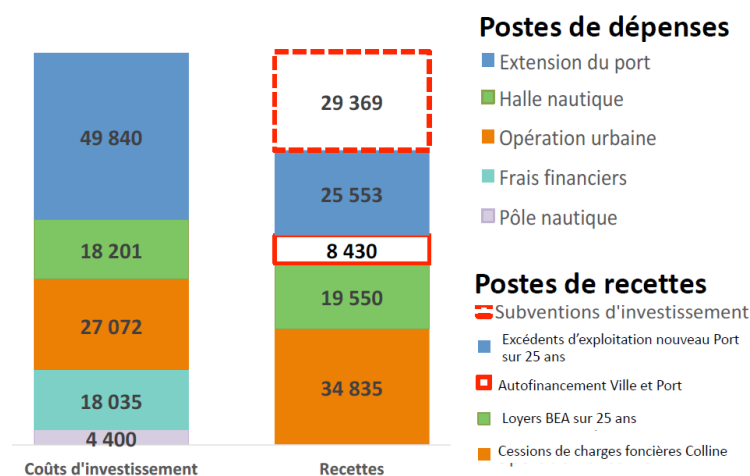 49 840
18 201
27 072
18 035
4 400
Coûts d'investissement
29 369
25 553
8 430
19 550
34 835
Recettes
Postes de dépenses
Extension du port
Halle nautique
Opération urbaine
Frais financiers
Pôle nautique
Postes de recettes
Subventions d'investissement
Excédents d'exploitation nouveau Port
sur 25 ans
Autofinancement Ville et Port
Loyers BEA sur 25 ans
Cessions de charges foncières Colline